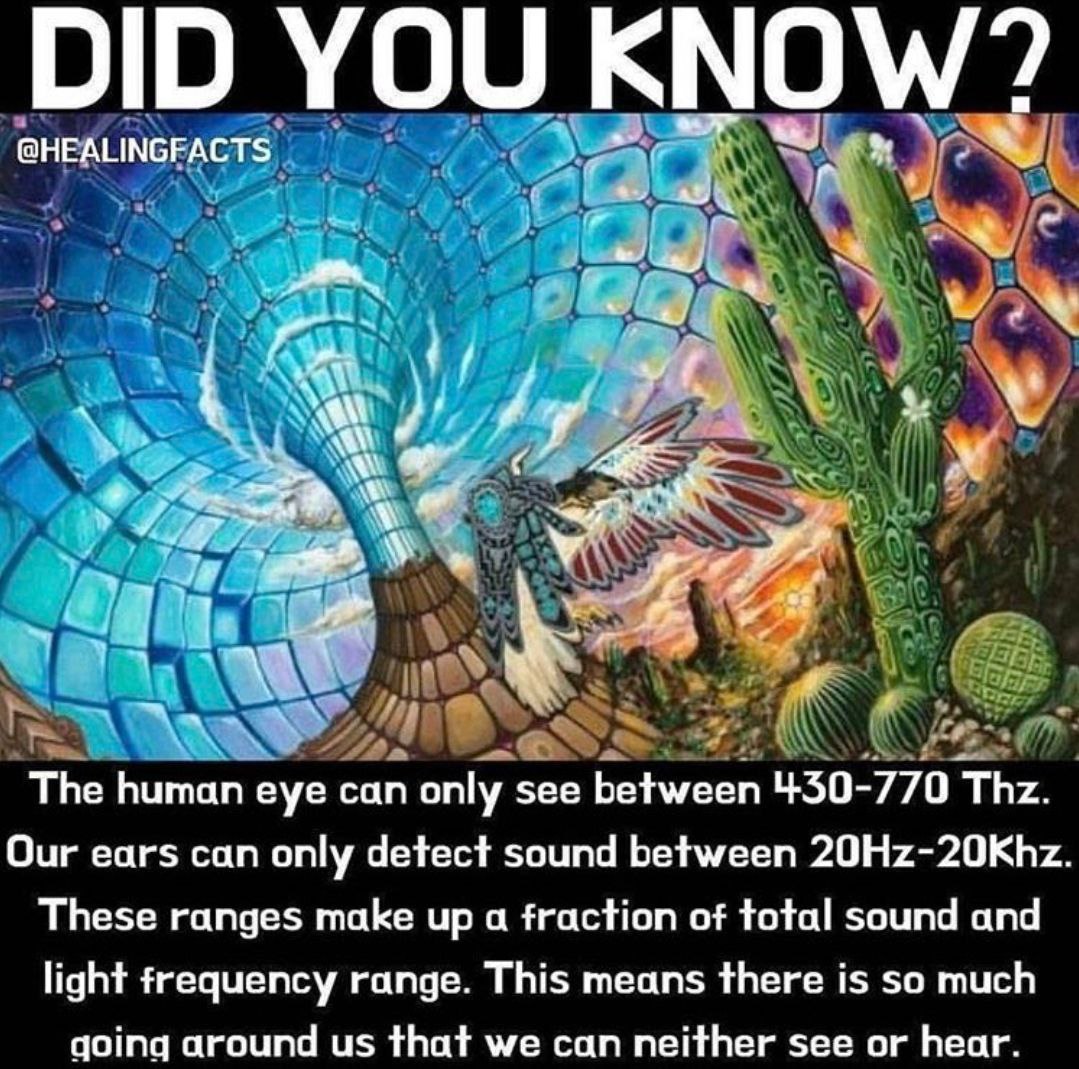 DID YOU KNOW?
@HEALINGFACTS
The human eye can only see between 430-770 Thz.
Our ears can only detect sound between 20Hz-20Khz.
These ranges make up a fraction of total sound and
light frequency range. This means there is so much
going around us that we can neither see or hear.